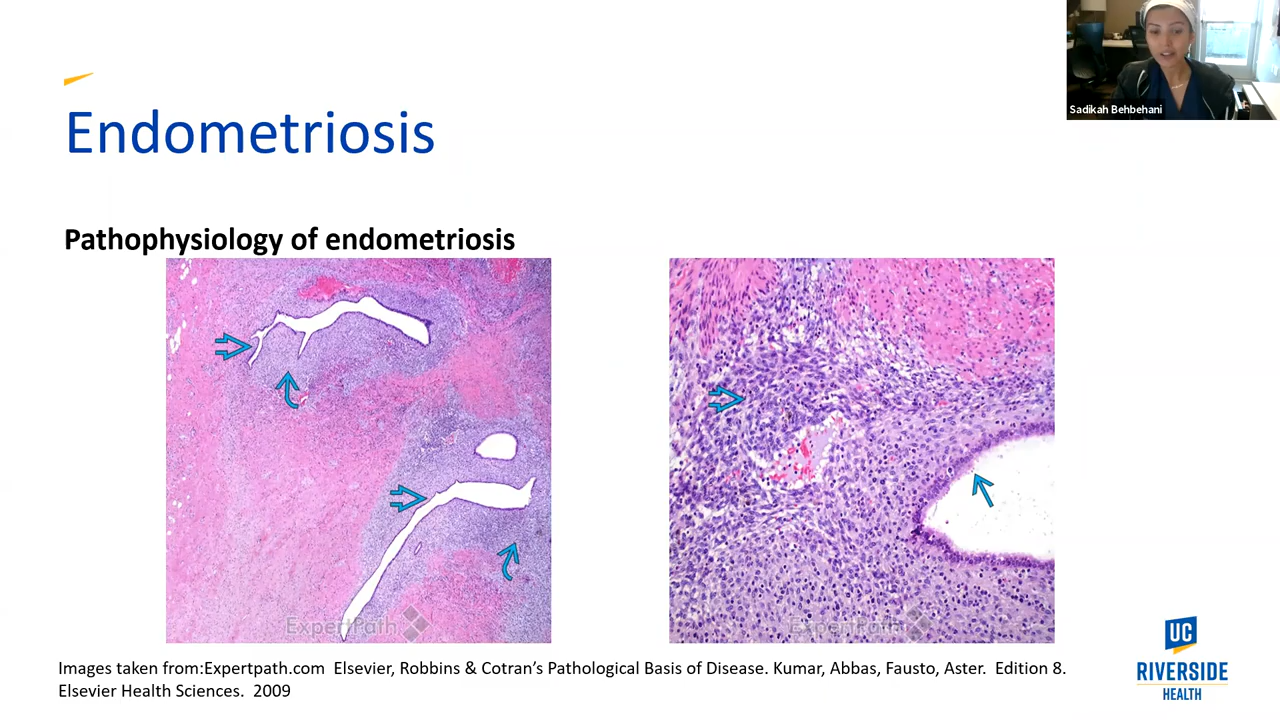 Sadikah Behbehani
Endometriosis
Pathophysiology of endometriosis
ExpertPath
ExpertPath
Images taken from:Expertpath.com Elsevier, Robbins & Cotran’s Pathological Basis of Disease. Kumar, Abbas, Fausto, Aster. Edition 8.
Elsevier Health Sciences. 2009
UC
RIVERSIDE
HEALTH